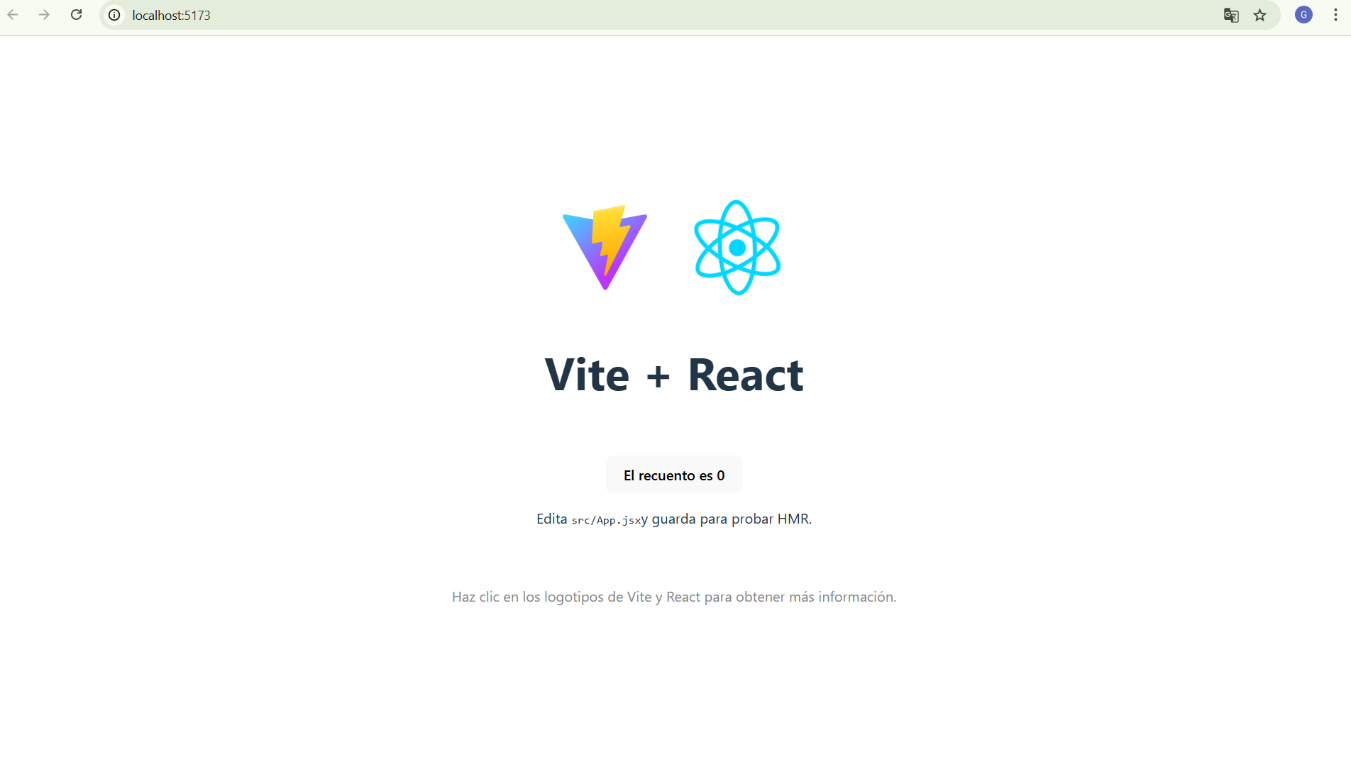 localhost:5173
G
Vite + React
El recuento es 0
Edita src/App.jsxy guarda para probar HMR.
Haz clic en los logotipos de Vite y React para obtener más información.